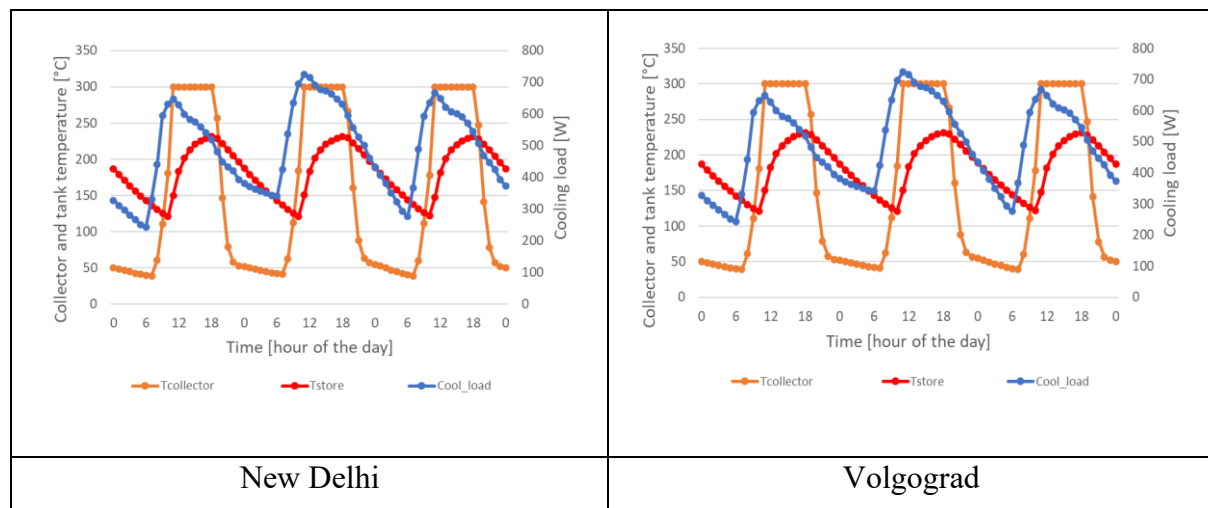 Collector and tank temperature [°C]
350
300
250
200
150
100
50
0
800
700
600
500
400
300
200
100
0
Cooling load [W]
0 6 12 18 0 6 12 18 0 6 12 18 0
Time [hour of the day]
Tcollector Tstore Cool_load
Collector and tank temperature [°C]
350
300
250
200
150
100
50
0
800
700
600
500
400
300
200
100
0
Cooling load [W]
0 6 12 18 0 6 12 18 0 6 12 18 0
Time [hour of the day]
Tcollector Tstore Cool_load
New Delhi
Volgograd